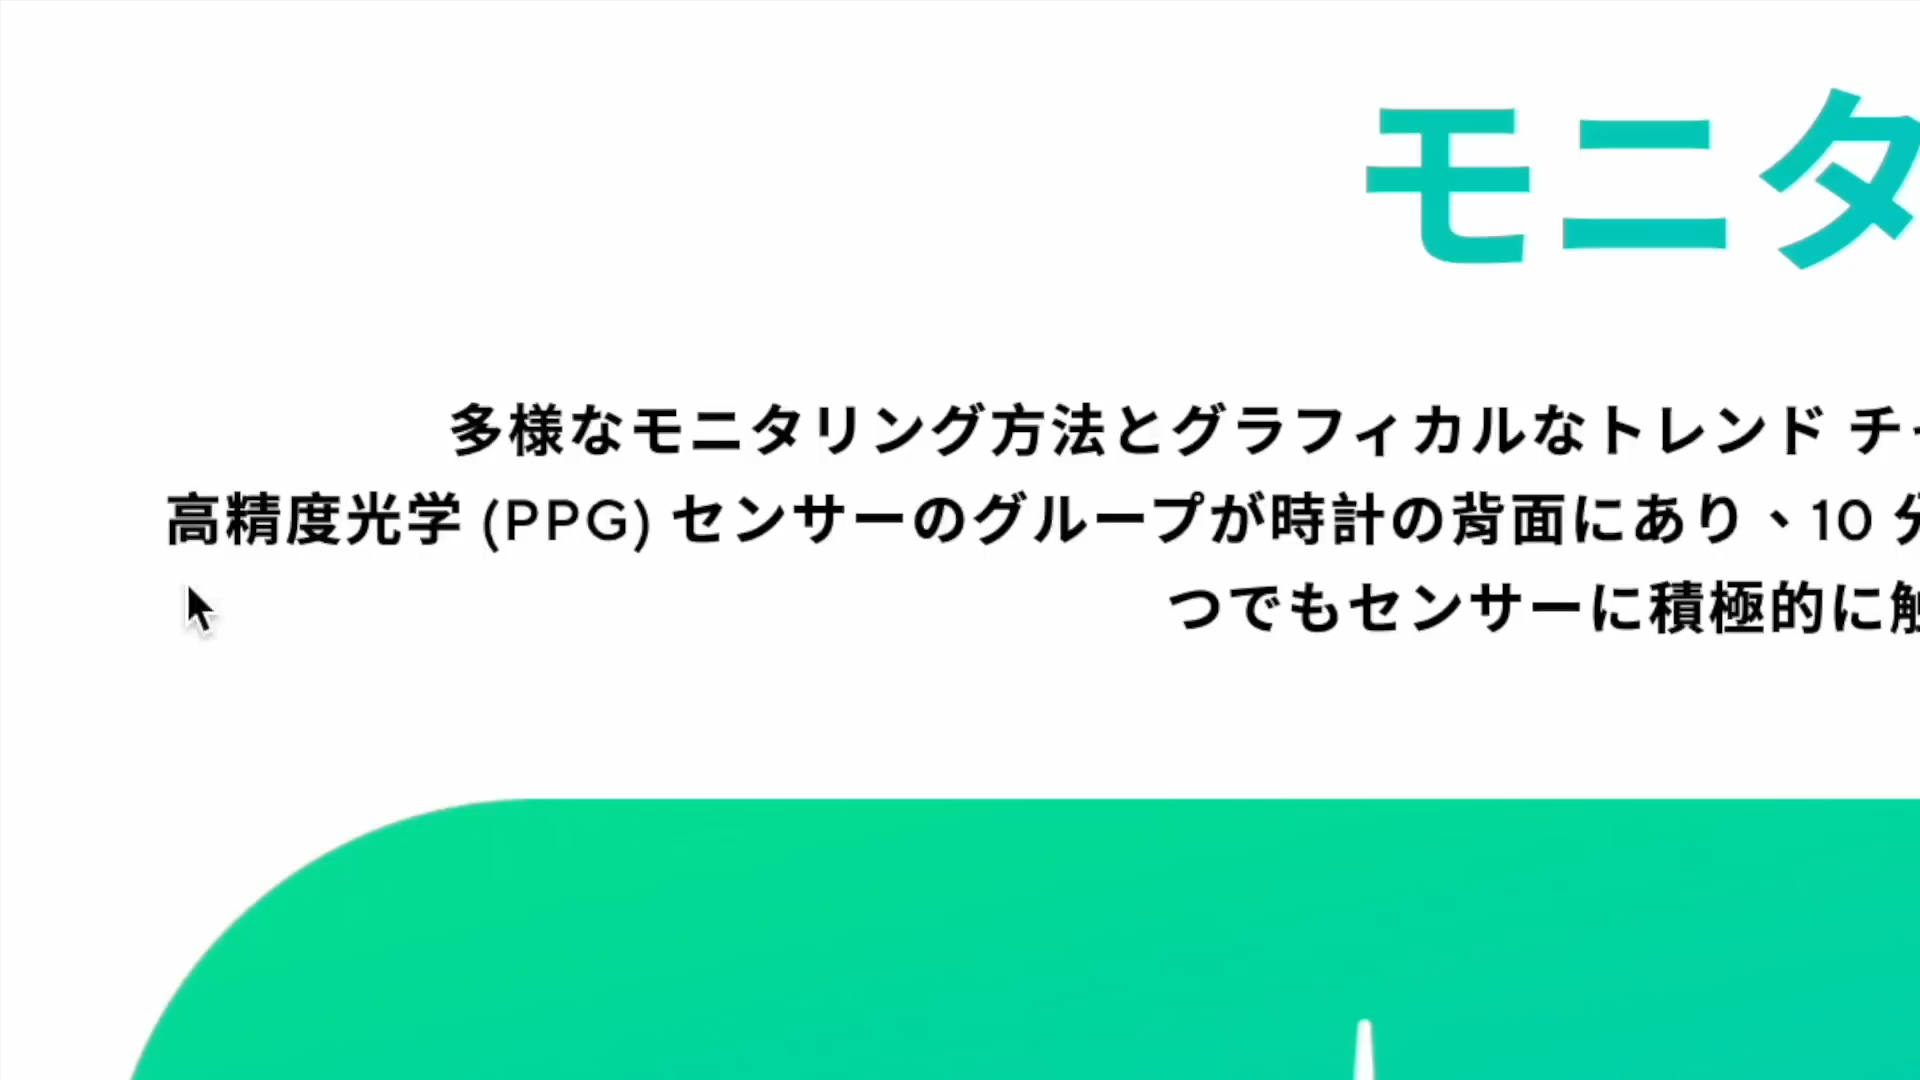 モニタ
多様なモニタリング方法とグラフィカルなトレンド チ
高精度光学 (PPG) センサーのグループが時計の背面にあり、10 分
つでもセンサーに積極的に触